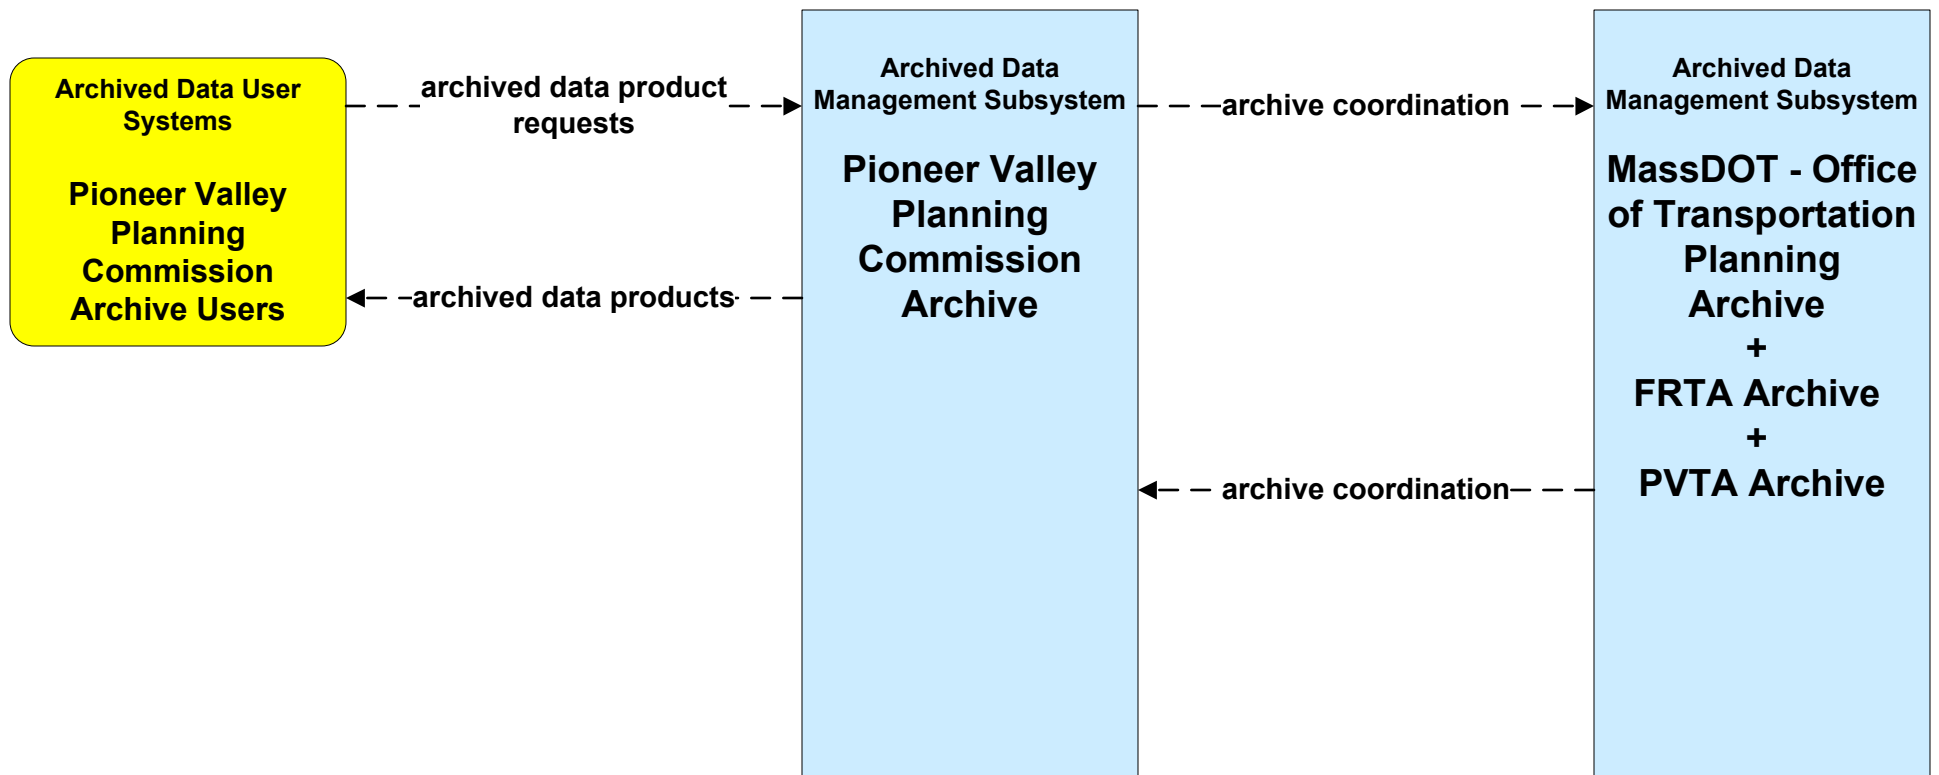 Archived Data User
Systems
Pioneer Valley
Planning
Commission
Archive Users
archived data product
requests
archived data products
Archived Data
Management Subsystem
Pioneer Valley
Planning
Commission
Archive
archive coordination
archive coordination
Archived Data
Management Subsystem
MassDOT - Office
of Transportation
Planning
Archive
+
FRTA Archive
+
PVTA Archive